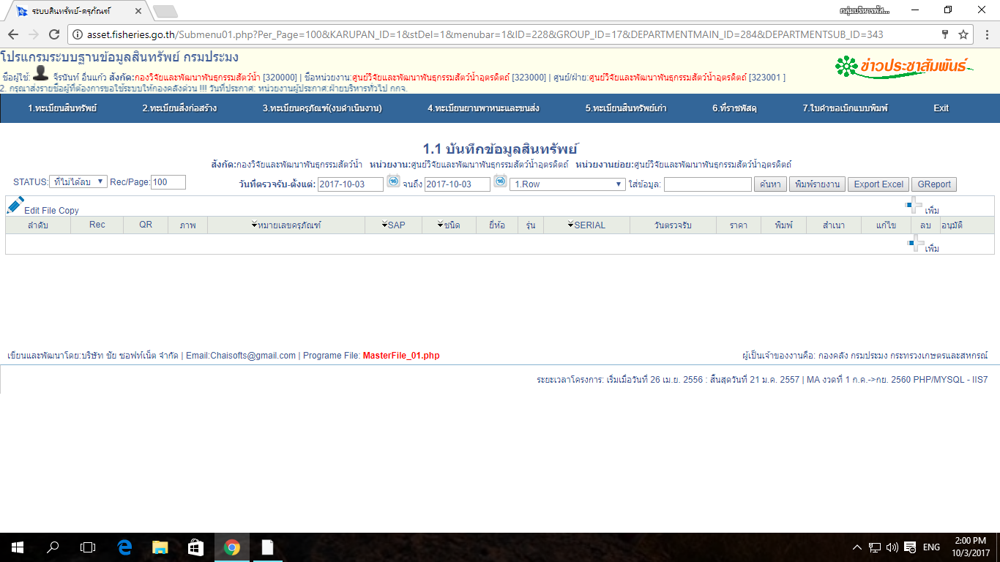 ระบบสินทรัพย์-ครุภัณฑ์
กลุ่มบริหารพัส...
asset.fisheries.go.th/Submenu01.php?Per_Page=100&KARUPAN_ID=1&stDel=1&menubar=1&ID=228&GROUP_ID=17&DEPARTMENTMAIN_ID=284&DEPARTMENTSUB_ID=343
โปรแกรมระบบฐานข้อมูลสินทรัพย์ กรมประมง
ข่าวประชาสัมพันธ์
ชื่อผู้ใช้: จิรนันท์ อื่นแก้ว สังกัด:กองวิจัยและพัฒนาพันธุกรรมสัตว์น้ำ [320000] | ชื่อหน่วยงาน:ศูนย์วิจัยและพัฒนาพันธุกรรมสัตว์น้ำอุตรดิตถ์ [323000] | ศูนย์/ฝ่าย:ศูนย์วิจัยและพัฒนาพันธุกรรมสัตว์น้ำอุตรดิตถ์ [323001 ]
2. กรุณาส่งรายชื่อผู้ที่ต้องการขอใช้ระบบให้กองคลังด่วน !!! วันที่ประกาศ: หน่วยงานผู้ประกาศ:ฝ่ายบริหารทั่วไป กกจ.
1.ทะเบียนสินทรัพย์ 2.ทะเบียนสิ่งก่อสร้าง 3.ทะเบียนครุภัณฑ์(งบดำเนินงาน) 4.ทะเบียนยานพาหนะและขนส่ง 5.ทะเบียนสินทรัพย์เก่า 6.ที่ราชพัสดุ 7.ใบคำขอเบิกแบบพิมพ์ Exit
1.1 บันทึกข้อมูลสินทรัพย์
สังกัด:กองวิจัยและพัฒนาพันธุกรรมสัตว์น้ำ หน่วยงาน:ศูนย์วิจัยและพัฒนาพันธุกรรมสัตว์น้ำอุตรดิตถ์ หน่วยงานย่อย:ศูนย์วิจัยและพัฒนาพันธุกรรมสัตว์น้ำอุตรดิตถ์
STATUS: ที่ไม่ได้ลบ Rec/Page: 100 วันที่ตรวจรับ-ตั้งแต่: 2017-10-03 16 จนถึง 2017-10-03 16 1.Row ใส่ข้อมูล: ค้นหา พิมพ์รายงาน Export Excel GReport
Edit File Copy เพิ่ม
ลำดับ Rec QR ภาพ หมายเลขครุภัณฑ์ SAP ชนิด ยี่ห้อ รุ่น SERIAL วันตรวจรับ ราคา พิมพ์ สำเนา แก้ไข ลบ อนุมัติ
เพิ่ม
เขียนและพัฒนาโดย:บริษัท ชัย ซอฟท์เน็ต จำกัด | Email:Chaisofts@gmail.com | Programe File: MasterFile_01.php ผู้เป็นเจ้าของงานคือ: กองคลัง กรมประมง กระทรวงเกษตรและสหกรณ์
ระยะเวลาโครงการ: เริ่มเมื่อวันที่ 26 เม.ย. 2556 : สิ้นสุดวันที่ 21 ม.ค. 2557 | MA งวดที่ 1 ก.ค.->กย. 2560 PHP/MYSQL - IIS7
ENG
2:00 PM
10/3/2017